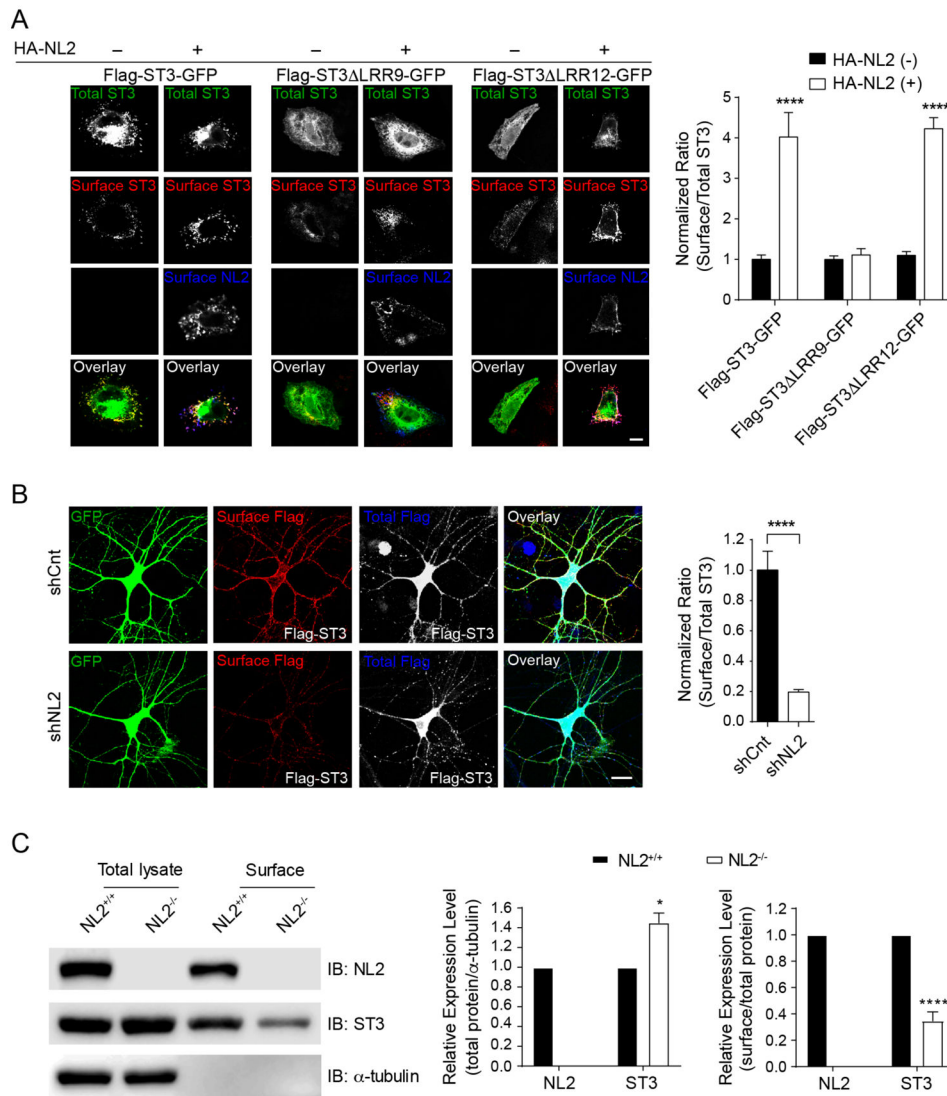 A
HA-NL2 – + – + – +
Flag-ST3-GFP Flag-ST3ΔLRR9-GFP Flag-ST3ΔLRR12-GFP
Total ST3 Total ST3 Total ST3 Total ST3 Total ST3 Total ST3
Surface ST3 Surface ST3 Surface ST3 Surface ST3 Surface ST3 Surface ST3
Surface NL2 Surface NL2 Surface NL2
Overlay Overlay Overlay Overlay Overlay Overlay
HA-NL2 (-)
HA-NL2 (+)
**** ****
Normalized Ratio
(Surface/Total ST3)
5
4
3
2
1
0
Flag-ST3-GFP
Flag-ST3ΔLRR9-GFP
Flag-ST3ΔLRR12-GFP
B
shCnt
GFP Surface Flag Total Flag Overlay
Flag-ST3 Flag-ST3
shNL2
GFP Surface Flag Total Flag Overlay
Flag-ST3 Flag-ST3
****
Normalized Ratio
(Surface/Total ST3)
1.2
1.0
0.8
0.6
0.4
0.2
0.0
shCnt
shNL2
C
Total lysate Surface
NL2+/+ NL2-/- NL2+/+ NL2-/-
IB: NL2
IB: ST3
IB: α-tubulin
NL2+/+ NL2-/-
Relative Expression Level
(total protein/α-tubulin)
1.6
1.4
1.2
1.0
0.8
0.6
0.4
0.2
0
*
NL2 ST3
Relative Expression Level
(surface/total protein)
1.2
1.0
0.8
0.6
0.4
0.2
0
****
NL2 ST3